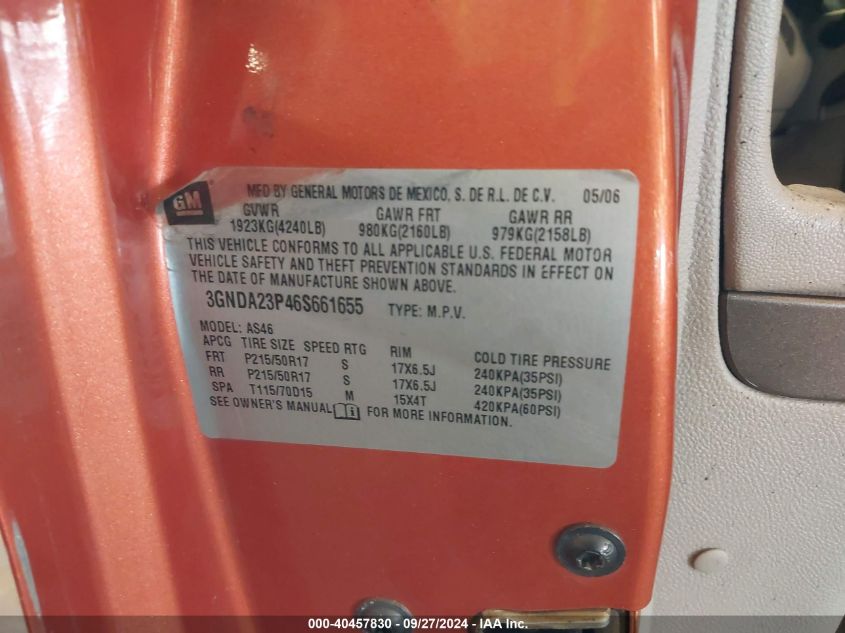 GM
MFD BY GENERAL MOTORS DE MEXICO, S. DE R.L. DE C.V. 05/06
GVWR GAWR FRT GAWR RR
1923KG(4240LB) 980KG(2160LB) 979KG(2158LB)
THIS VEHICLE CONFORMS TO ALL APPLICABLE U.S. FEDERAL MOTOR
VEHICLE SAFETY AND THEFT PREVENTION STANDARDS IN EFFECT ON
THE DATE OF MANUFACTURE SHOWN ABOVE.
3GNDA23P46S661655 TYPE: M.P.V.
MODEL: AS46
APCG TIRE SIZE SPEED RTG RIM COLD TIRE PRESSURE
FRT P215/50R17 S 17X6.5J 240KPA(35PSI)
RR P215/50R17 S 17X6.5J 240KPA(35PSI)
SPA T115/70D15 M 15X4T 420KPA(60PSI)
SEE OWNER'S MANUAL FOR MORE INFORMATION.
000-40457830 - 09/27/2024 - IAA Inc.